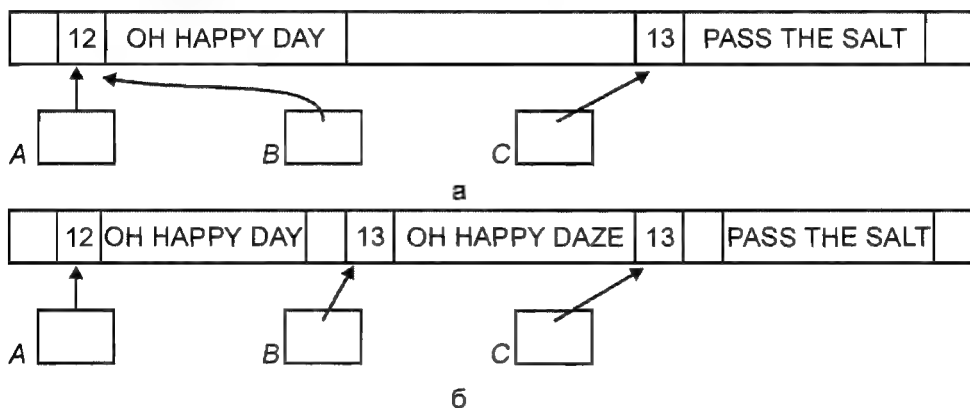 12 OH HAPPY DAY 13 PASS THE SALT
A B C
а
12 OH HAPPY DAY 13 OH HAPPY DAZE 13 PASS THE SALT
A B C
б